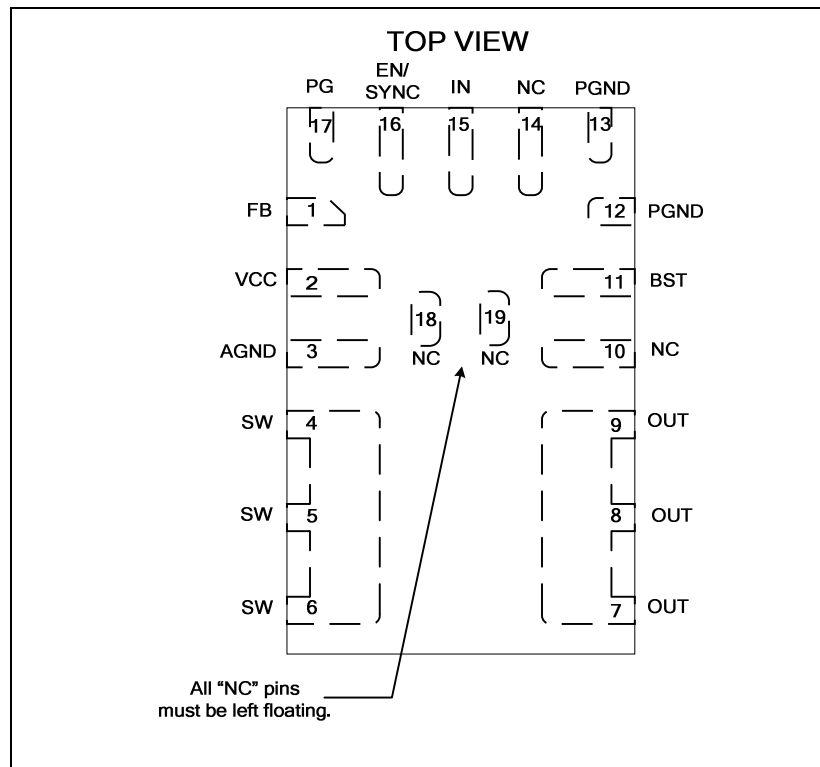 TOP VIEW
PG EN/
SYNC IN NC PGND
17 16 15 14 13
FB 1 12 PGND
VCC 2 11 BST
18 19
AGND 3 NC NC 10 NC
SW 4 9 OUT
SW 5 8 OUT
SW 6 7 OUT
All “NC” pins
must be left floating.